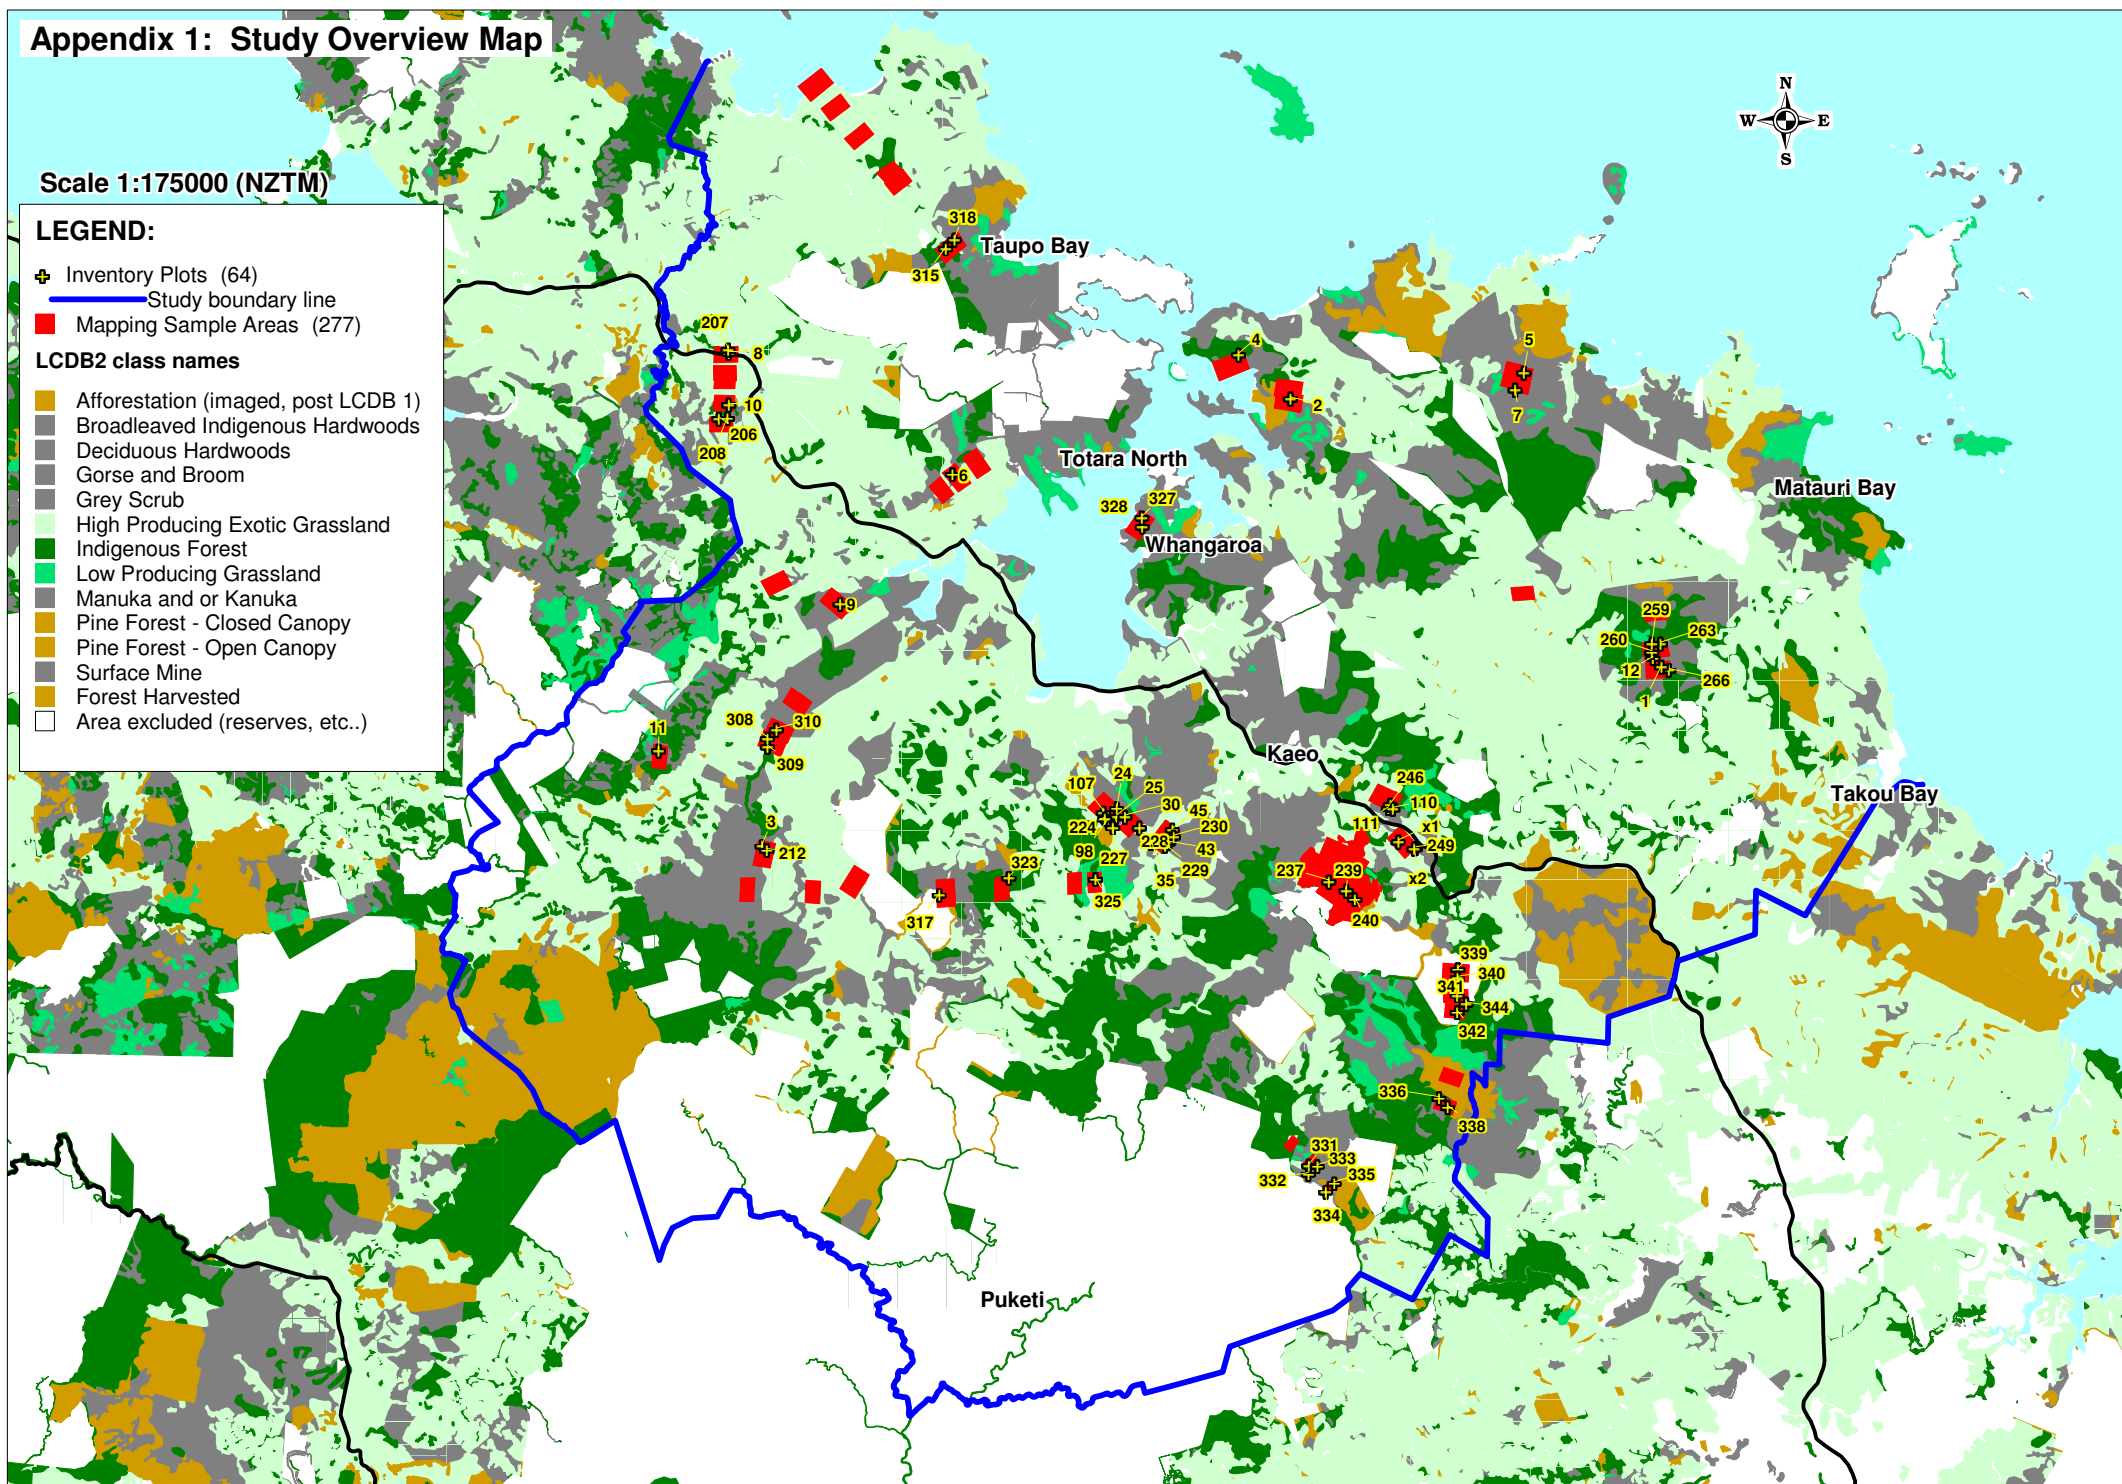 Appendix 1: Study Overview Map
N
W E
S
Scale 1:175000 (NZTM)
LEGEND:
Inventory Plots (64)
Study boundary line
Mapping Sample Areas (277)
LCDB2 class names
Afforestation (imaged, post LCDB 1)
Broadleaved Indigenous Hardwoods
Deciduous Hardwoods
Gorse and Broom
Grey Scrub
High Producing Exotic Grassland
Indigenous Forest
Low Producing Grassland
Manuka and or Kanuka
Pine Forest - Closed Canopy
Pine Forest - Open Canopy
Surface Mine
Forest Harvested
Area excluded (reserves, etc..)
318
Taupo Bay
315
207
8
4
5
2
7
10
206
208
Totara North
6
Matauri Bay
327
328
Whangaroa
9
259
260
263
12
266
1
11
308
310
309
Kaeo
Takou Bay
107
24
25
30
45
246
110
111
x1
249
x2
224
230
228
43
98
227
229
35
325
3
212
323
317
237
239
240
339
340
341
344
342
336
338
331
333
332
335
334
Puketi